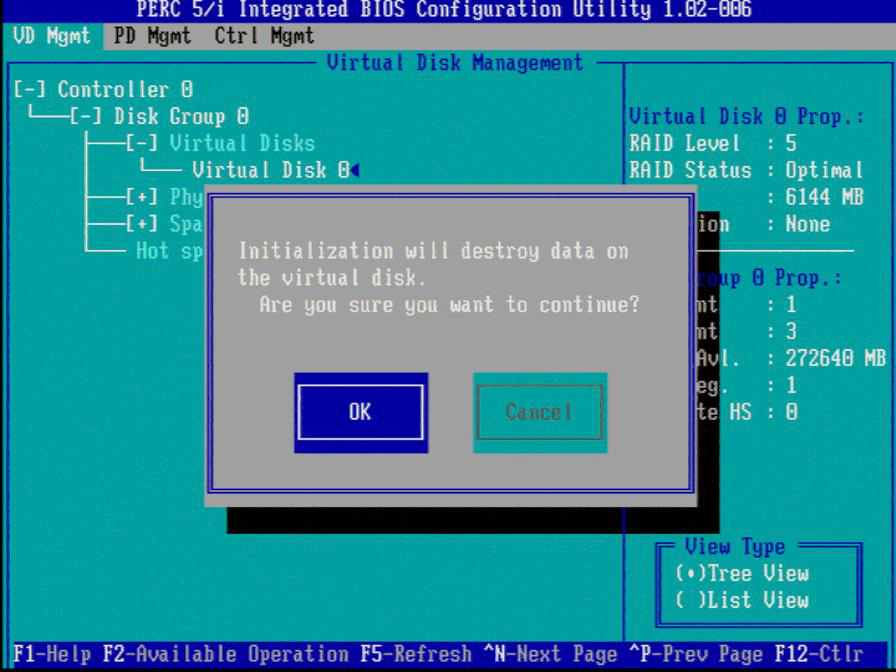 PERC 5/i Integrated BIOS Configuration Utility 1.02-006
VD Mgmt PD Mgmt Ctrl Mgmt
Virtual Disk Management
[-] Controller 0
[-] Disk Group 0
[-] Virtual Disks
Virtual Disk 0
[+] Phy
[+] Spa
Hot sp
Virtual Disk 0 Prop.:
RAID Level : 5
RAID Status : Optimal
: 6144 MB
ion : None
roup 0 Prop.:
nt : 1
nt : 3
Avl. : 272640 MB
eg. : 1
te HS : 0
Initialization will destroy data on
the virtual disk.
Are you sure you want to continue?
OK Cancel
View Type
(•)Tree View
( )List View
F1-Help F2-Available Operation F5-Refresh ^N-Next Page ^P-Prev Page F12-Ctlr